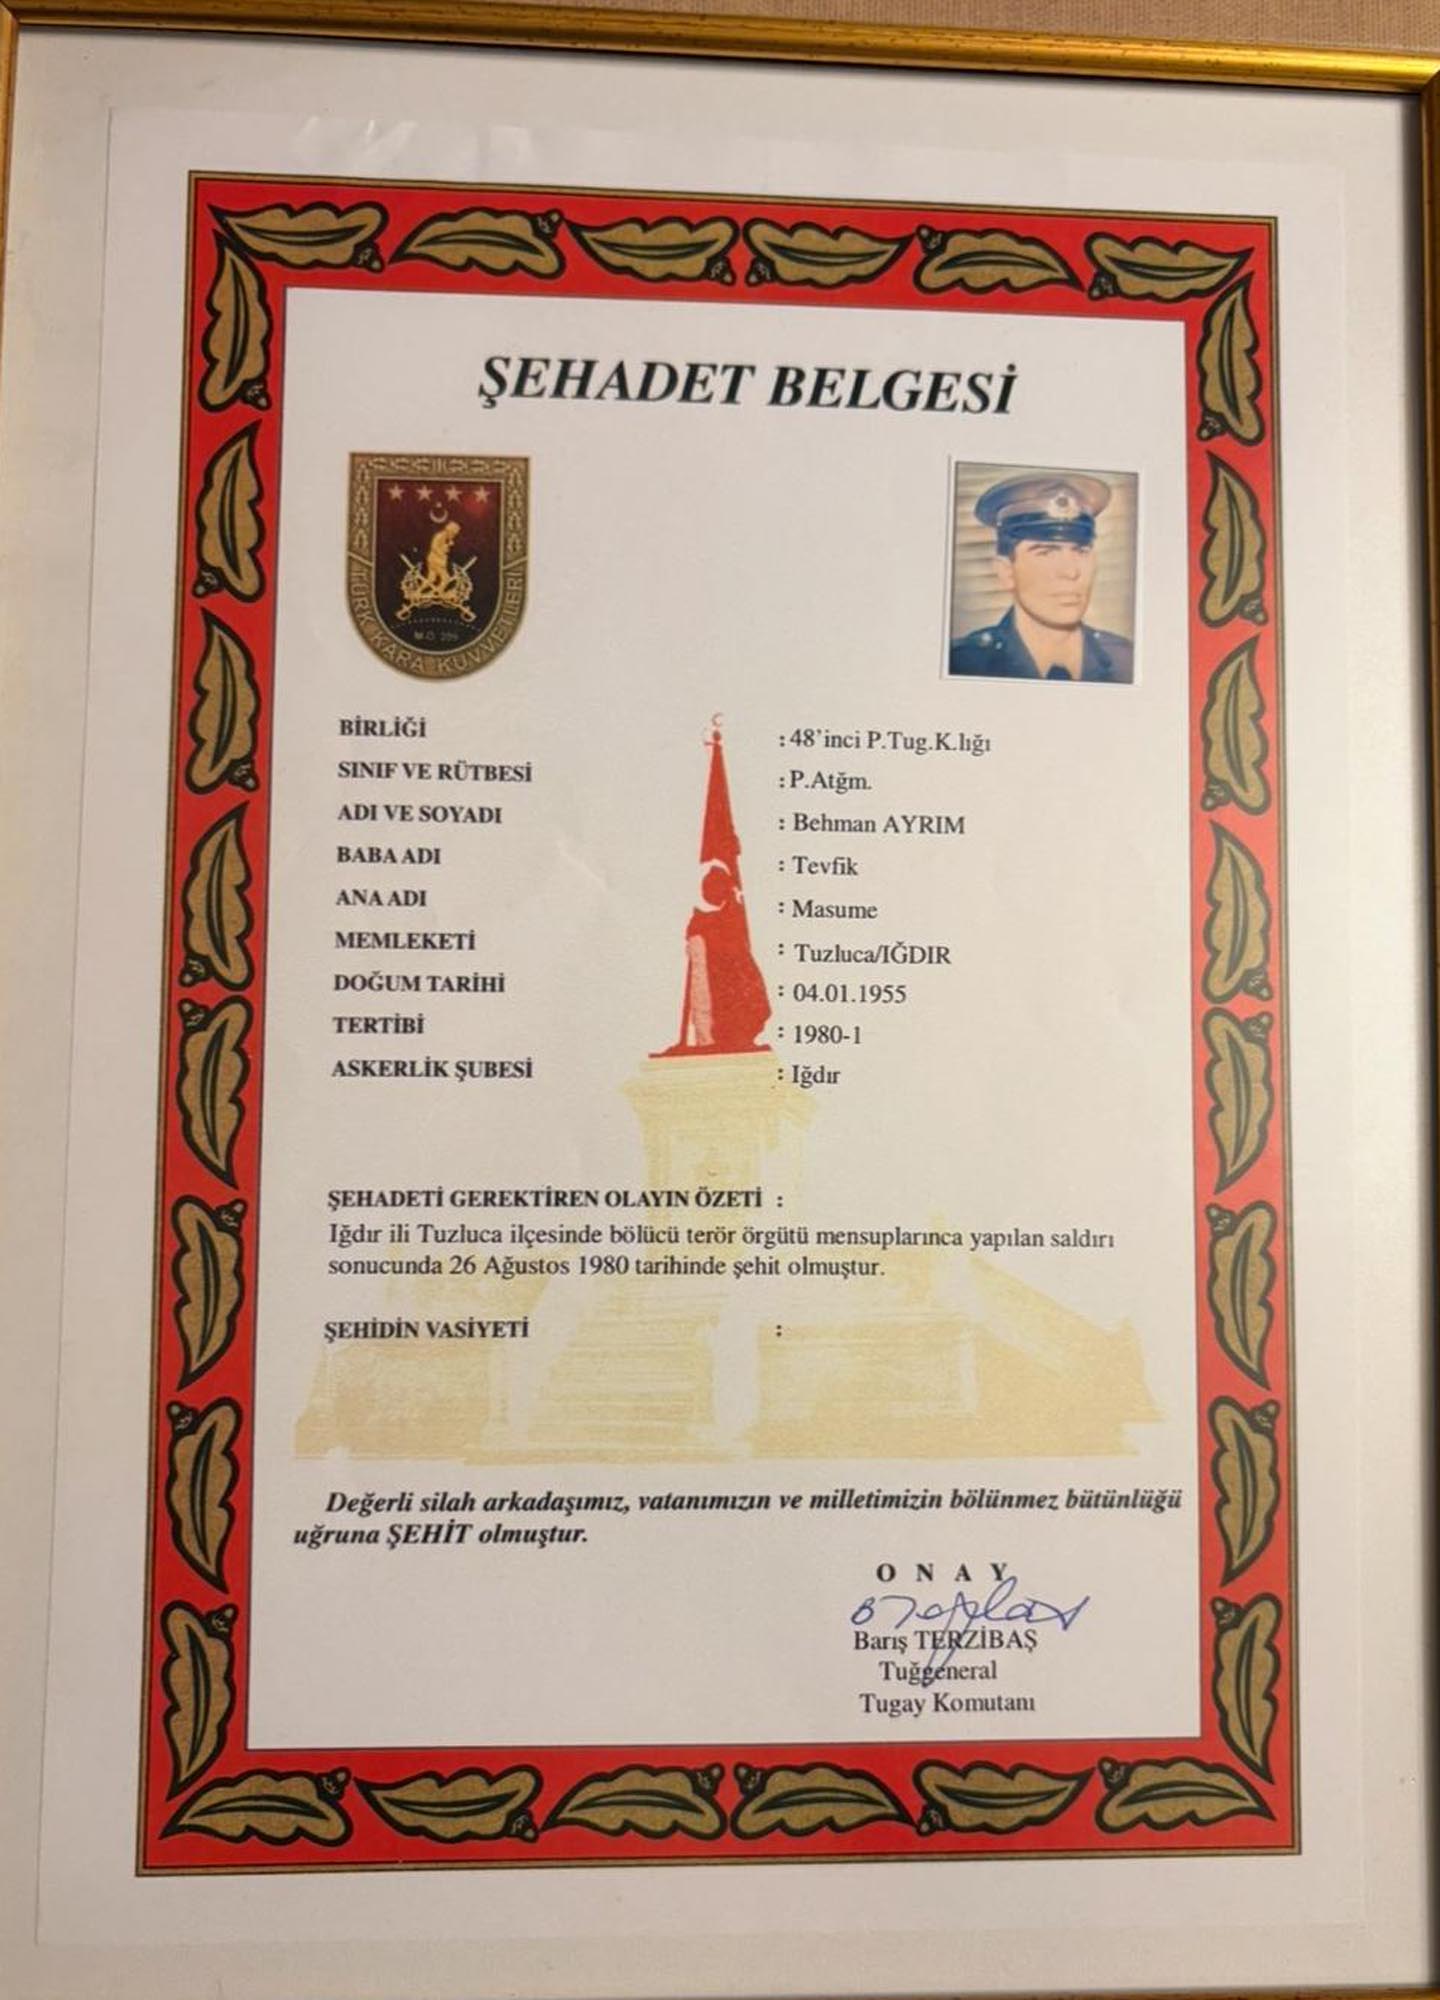 ŞEHADET BELGESİ
TÜRK KARA KUVVETLERİ
M.Ö. 209
BİRLİĞİ : 48'inci P.Tug.K.lığı
SINIF VE RÜTBESİ : P.Atğm.
ADI VE SOYADI : Behman AYRIM
BABA ADI : Tevfik
ANA ADI : Masume
MEMLEKETİ : Tuzluca/IĞDIR
DOĞUM TARİHİ : 04.01.1955
TERTİBİ : 1980-1
ASKERLİK ŞUBESİ : Iğdır
ŞEHADETİ GEREKTİREN OLAYIN ÖZETİ :
Iğdır ili Tuzluca ilçesinde bölücü terör örgütü mensuplarınca yapılan saldırı
sonucunda 26 Ağustos 1980 tarihinde şehit olmuştur.
ŞEHİDİN VASİYETİ :
Değerli silah arkadaşımız, vatanımızın ve milletimizin bölünmez bütünlüğü
uğruna ŞEHİT olmuştur.
O N A Y
Barış TERZİBAŞ
Tuğgeneral
Tugay Komutanı